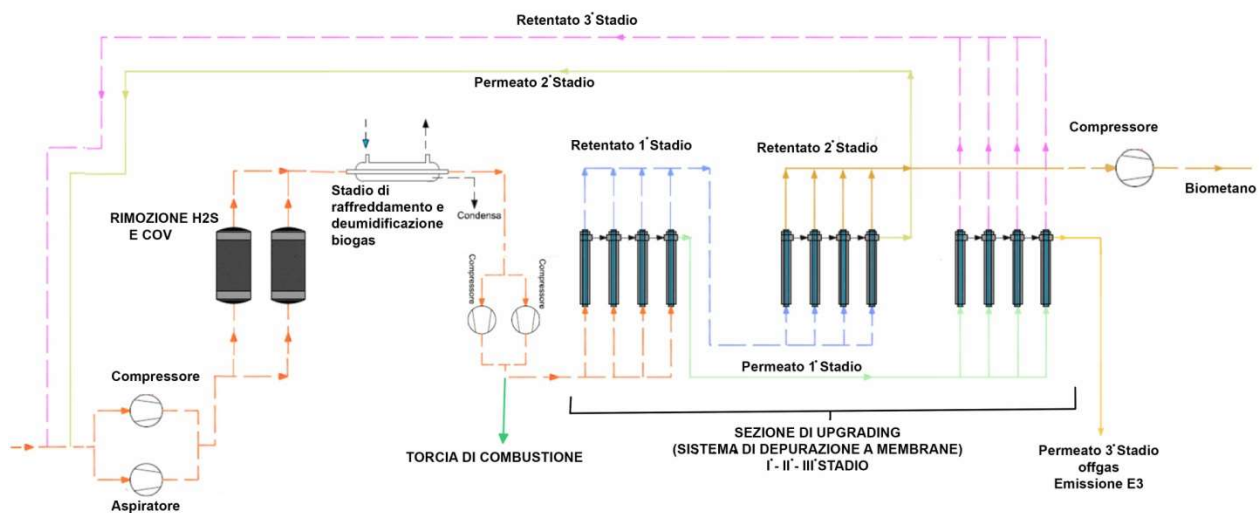 Retentato 3°Stadio
Permeato 2°Stadio
Compressore
Retentato 1°Stadio
Retentato 2°Stadio
Biometano
Stadio di
raffreddamento e
deumidificazione
biogas
Condensa
RIMOZIONE H2S
E COV
Compressore
Compressore
Permeato 1°Stadio
Compressore
SEZIONE DI UPGRADING
(SISTEMA DI DEPURAZIONE A MEMBRANE)
I°- II°- III°STADIO
TORCIA DI COMBUSTIONE
Permeato 3°Stadio
offgas
Emissione E3
Aspiratore